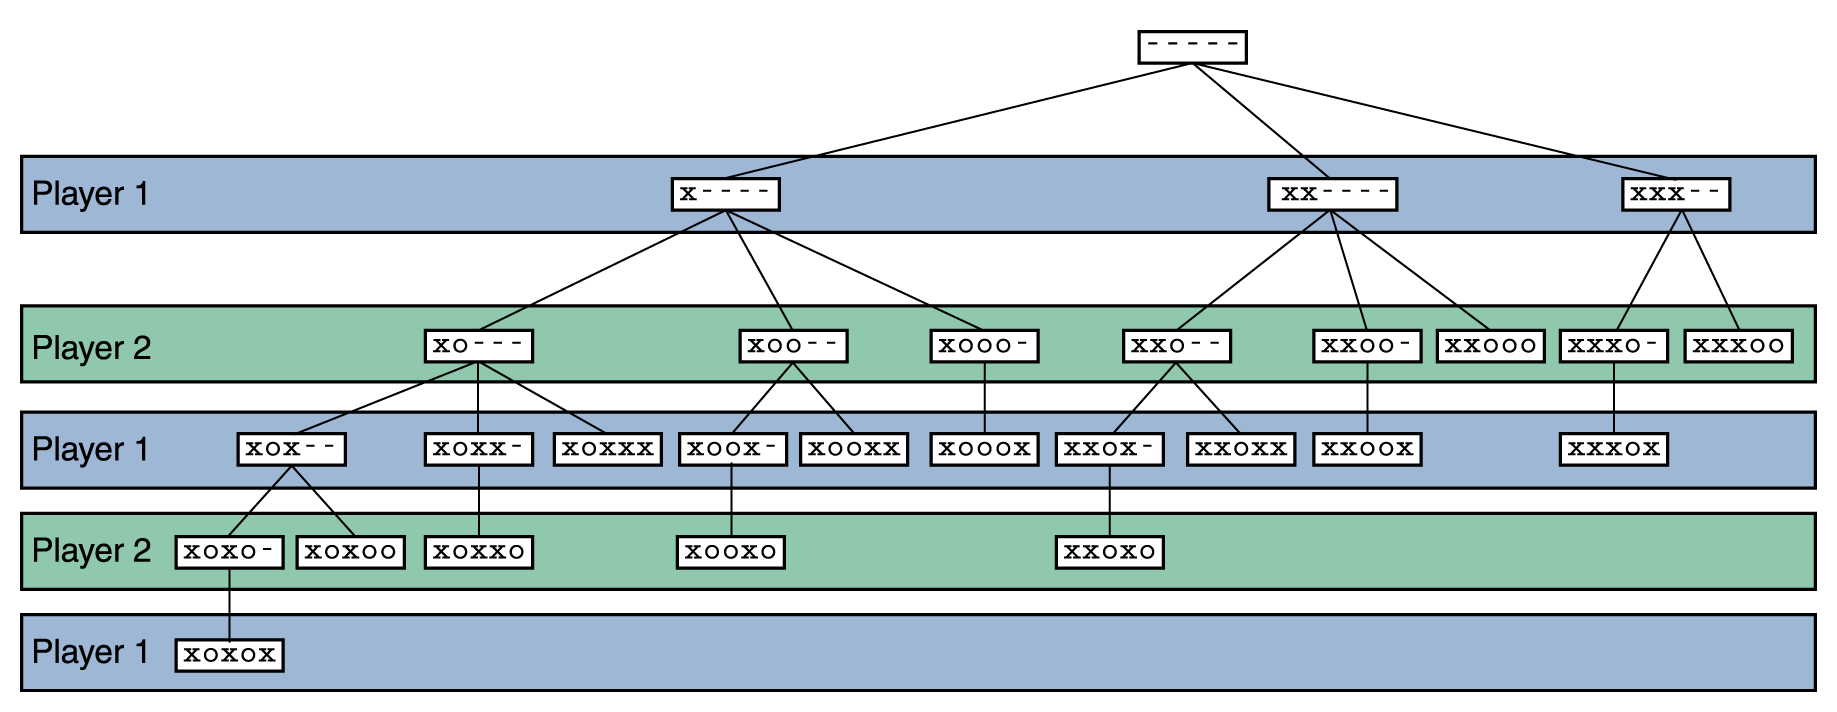 -----
Player 1 x---- xx---- xxx--
Player 2 xo--- xoo-- xooo- xxo-- xxoo- xxooo xxxo- xxxoo
Player 1 xox-- xoxx- xoxxx xoox- xooxx xooox xxox- xxoxx xxoox xxxox
Player 2 xoxo- xoxoo xoxxo xooxo xxoxo
Player 1 xoxox